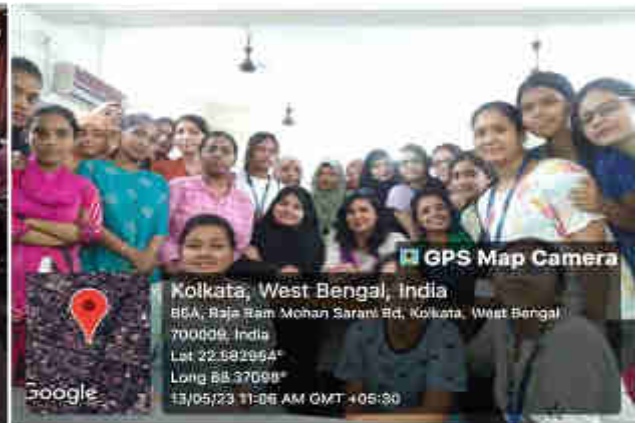 GPS Map Camera
Kolkata, West Bengal, India
86A, Raja Ram Mohan Sarani Rd, Kolkata, West Bengal
700009, India
Lat 22.582954°
Long 88.37098°
13/05/23 11:06 AM GMT +05:30
Google